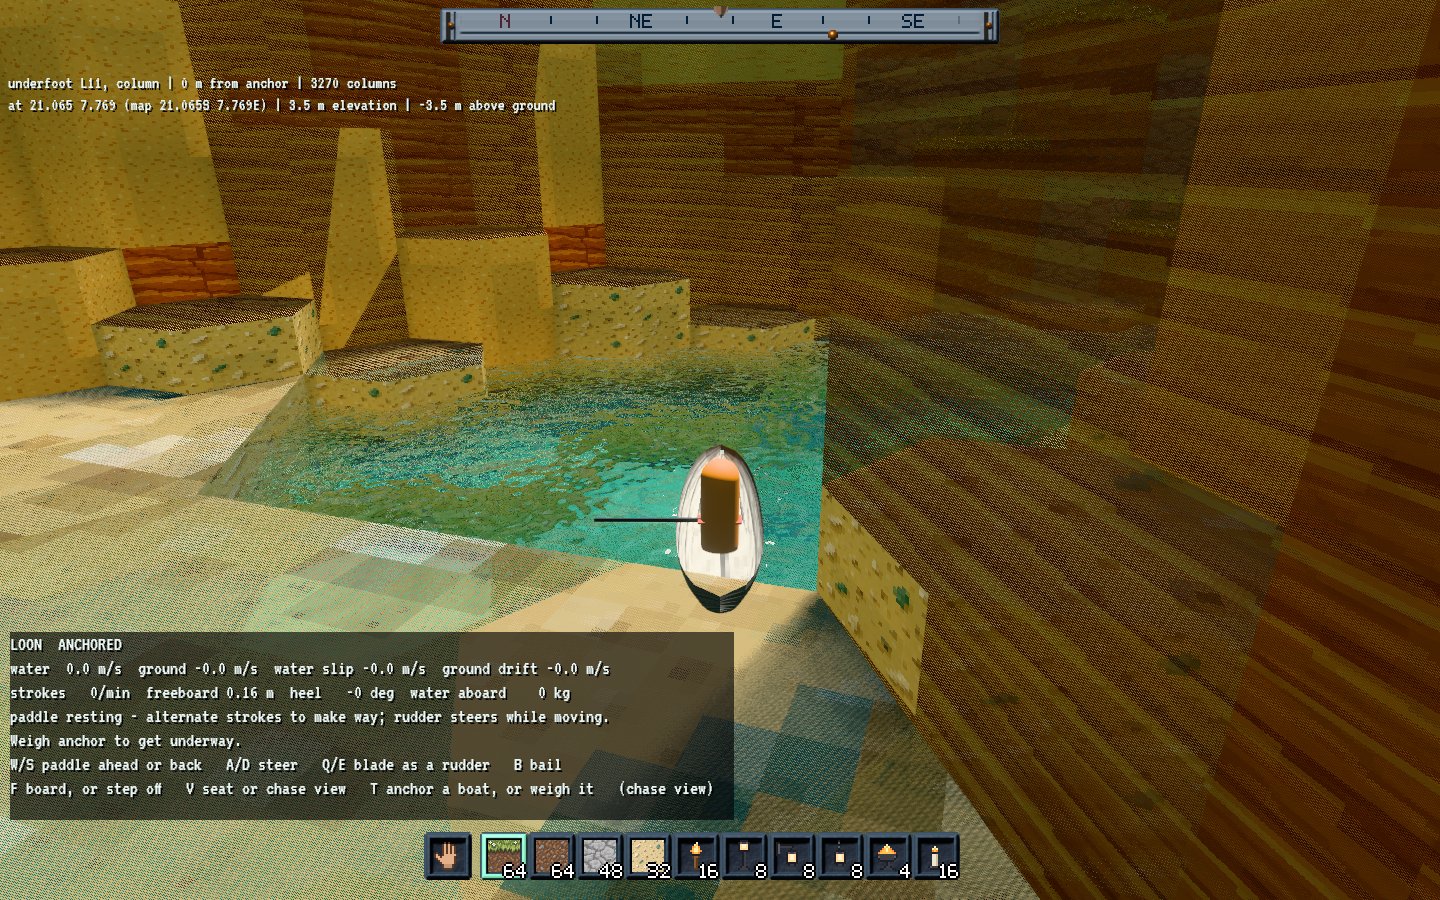 N NE E SE
underfoot L11, column | 0 m from anchor | 3270 columns
at 21.065 7.769 (map 21.065S 7.769E) | 3.5 m elevation | -3.5 m above ground
LOON ANCHORED
water 0.0 m/s ground -0.0 m/s water slip -0.0 m/s ground drift -0.0 m/s
strokes 0/min freeboard 0.16 m heel -0 deg water aboard 0 kg
paddle resting - alternate strokes to make way; rudder steers while moving.
Weigh anchor to get underway.
W/S paddle ahead or back A/D steer Q/E blade as a rudder B bail
F board, or step off V seat or chase view T anchor a boat, or weigh it (chase view)
64 64 48 32 16 8 8 8 4 16